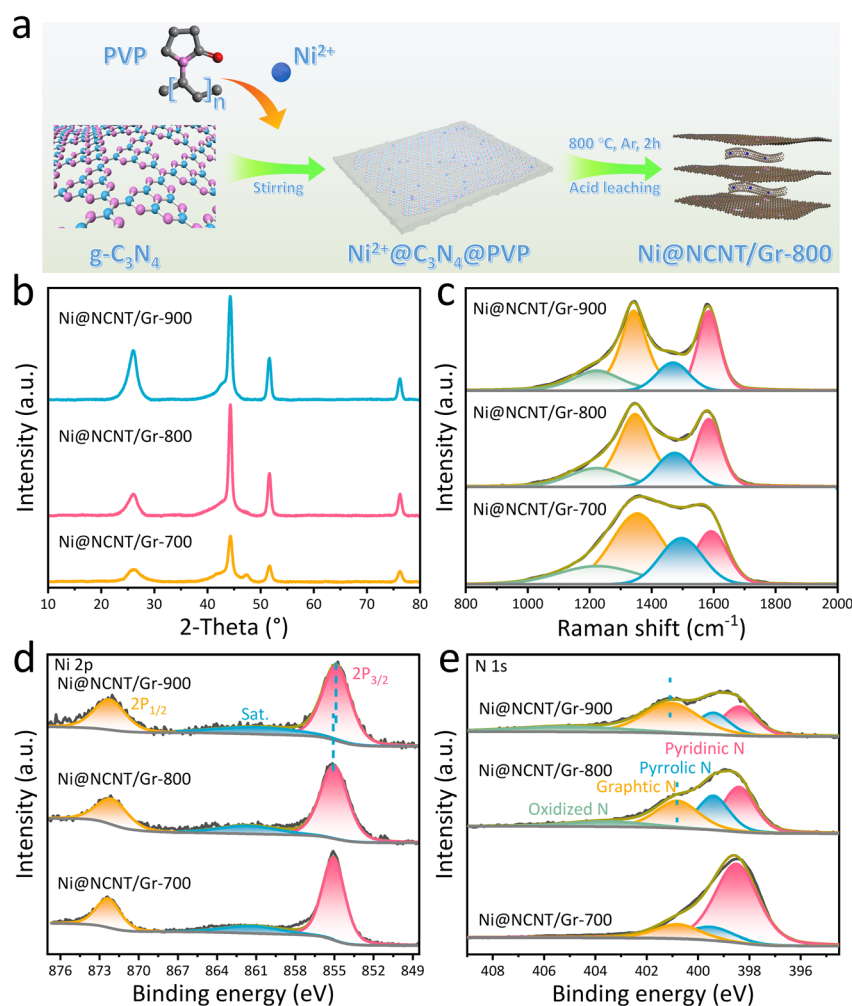 a
PVP
Ni²⁺
[ ]n
800 °C, Ar, 2h
Stirring
Acid leaching
g-C₃N₄
Ni²⁺@C₃N₄@PVP
Ni@NCNT/Gr-800
b
Ni@NCNT/Gr-900
Ni@NCNT/Gr-800
Ni@NCNT/Gr-700
Intensity (a.u.)
10 20 30 40 50 60 70 80
2-Theta (°)
c
Ni@NCNT/Gr-900
Ni@NCNT/Gr-800
Ni@NCNT/Gr-700
Intensity (a.u.)
800 1000 1200 1400 1600 1800 2000
Raman shift (cm⁻¹)
d
Ni 2p
Ni@NCNT/Gr-900
2P₁/₂
Sat.
2P₃/₂
Ni@NCNT/Gr-800
Ni@NCNT/Gr-700
Intensity (a.u.)
876 873 870 867 864 861 858 855 852 849
Binding energy (eV)
e
N 1s
Ni@NCNT/Gr-900
Pyridinic N
Ni@NCNT/Gr-800
Pyrrolic N
Graphtic N
Oxidized N
Ni@NCNT/Gr-700
Intensity (a.u.)
408 406 404 402 400 398 396
Binding energy (eV)